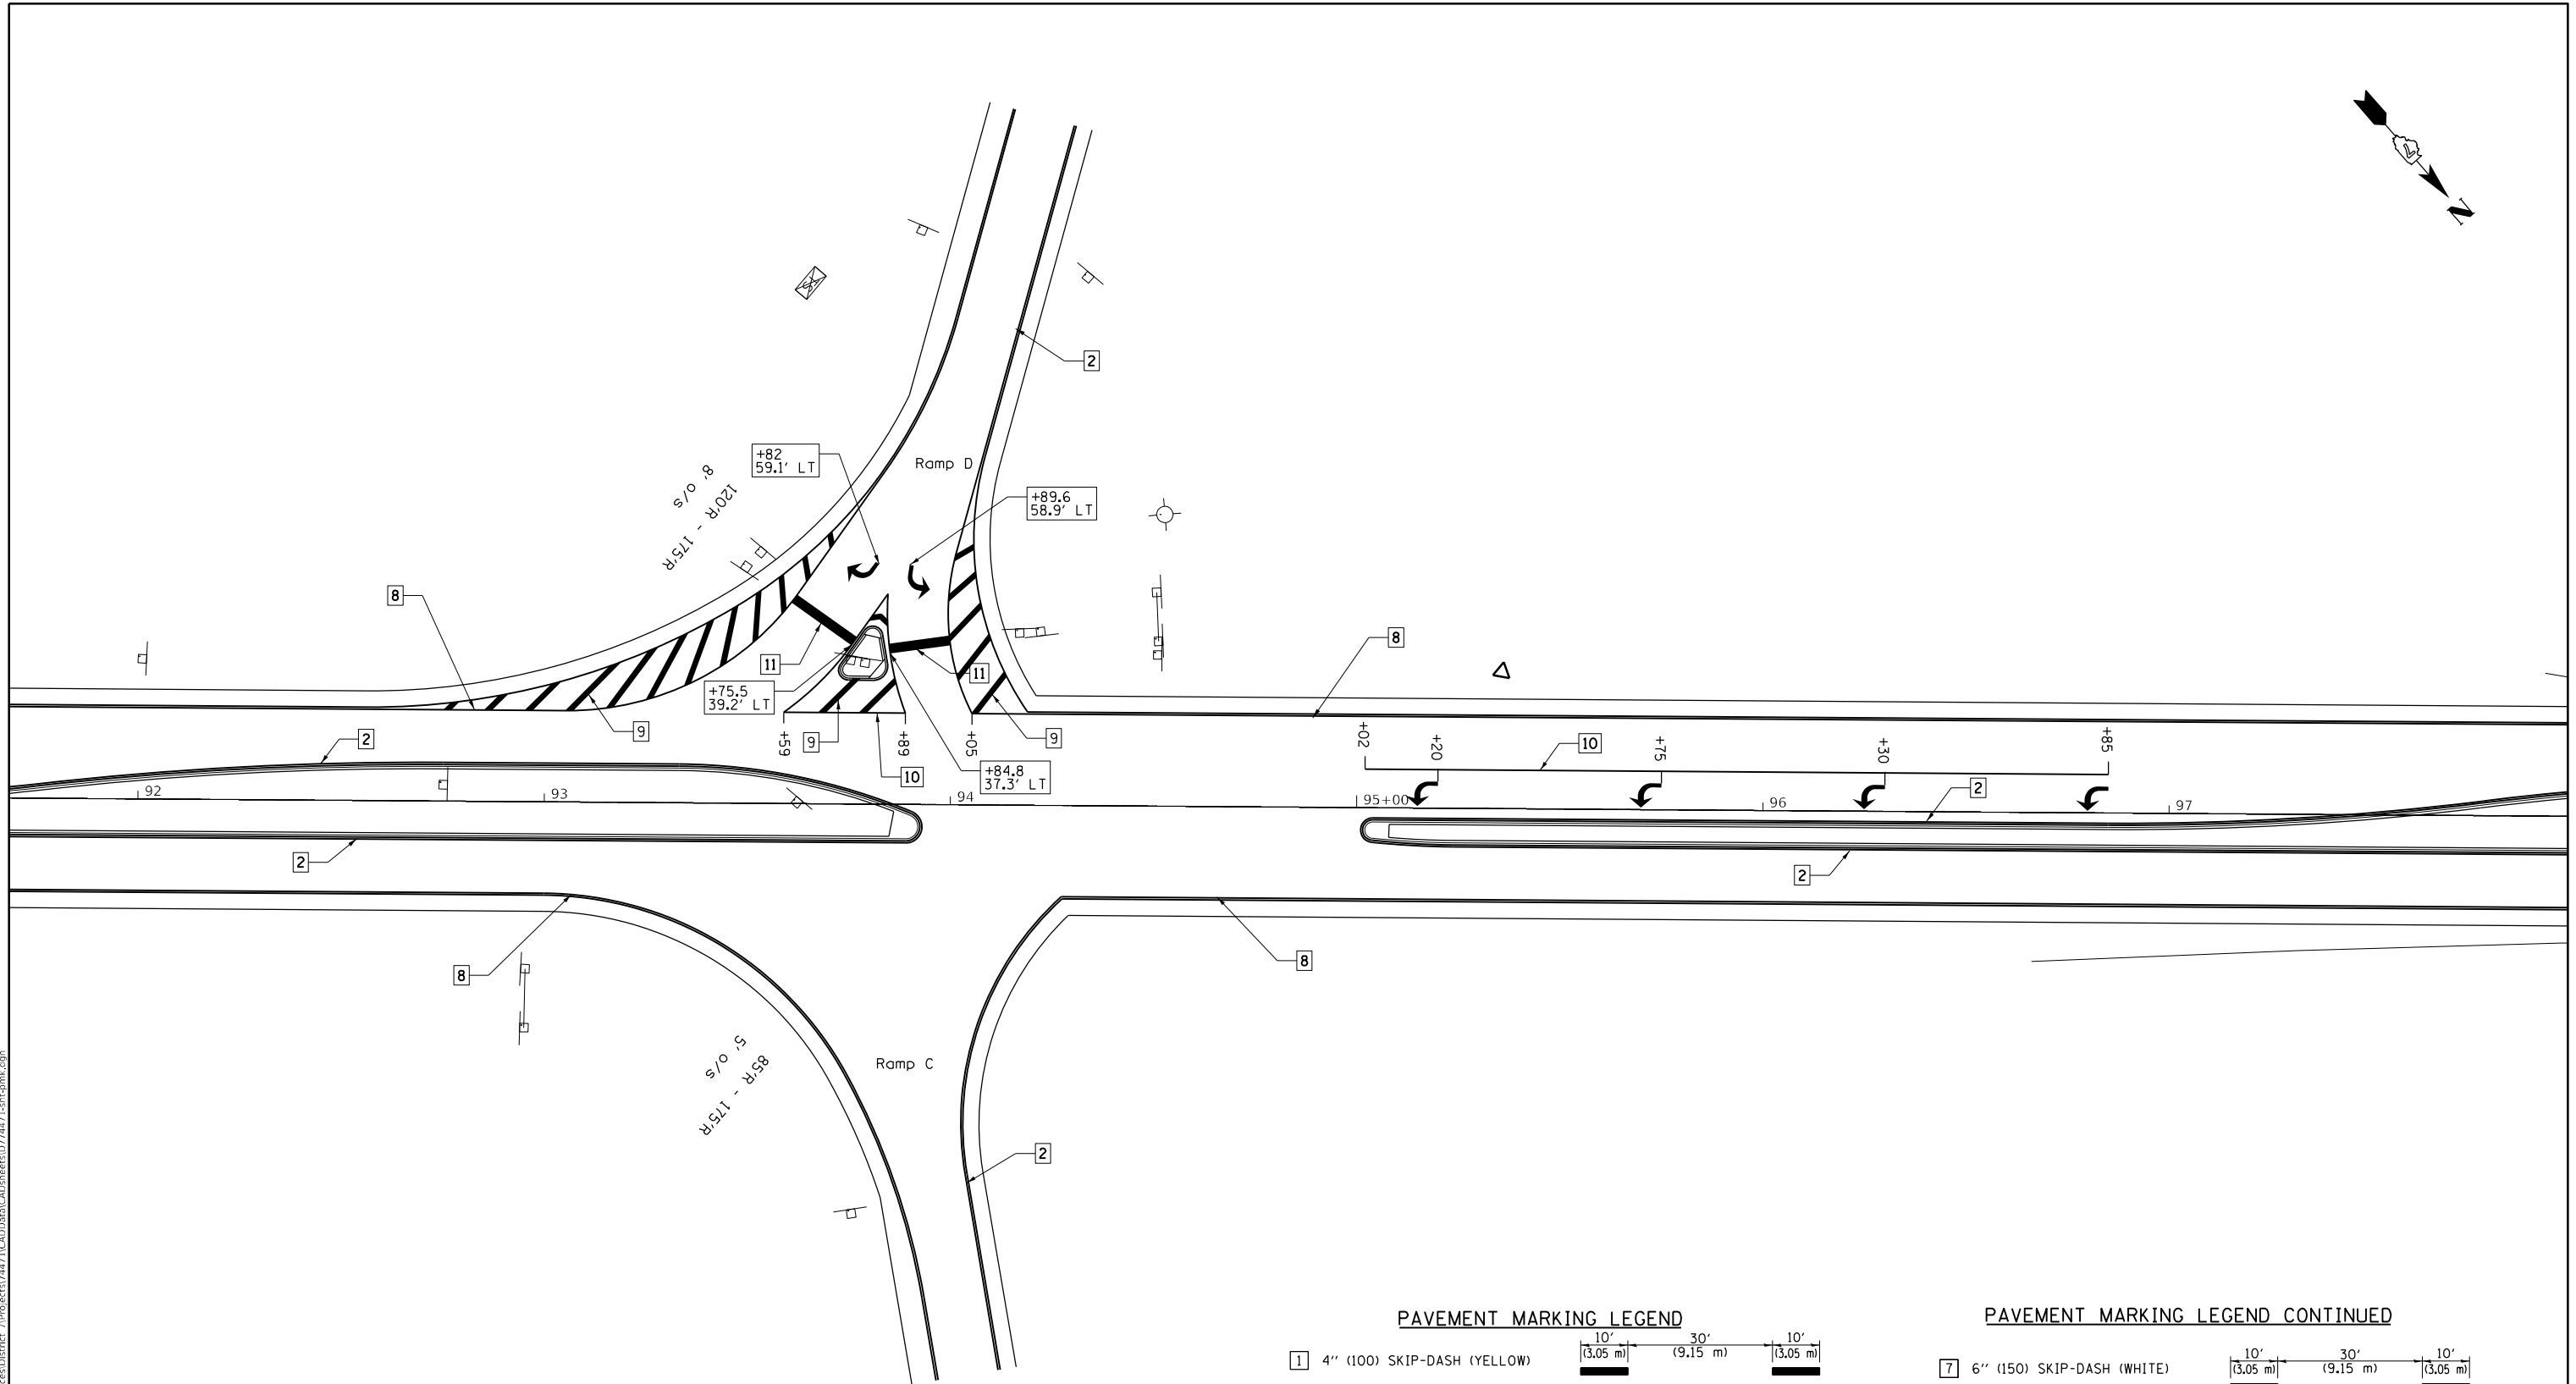 N
2
+82
59.1' LT
Ramp D
120'R - 175'R
8' o/s
+89.6
58.9' LT
8
8
11
11
+75.5
39.2' LT
9
9
9
+59
+89
+05
10
+84.8
37.3' LT
2
+02
+20
10
+75
+30
+85
92
93
94
95+00
96
97
2
2
2
8
8
85'R - 175'R
5' o/s
Ramp C
2
PAVEMENT MARKING LEGEND
1 4'' (100) SKIP-DASH (YELLOW)
10' 30' 10'
(3.05 m) (9.15 m) (3.05 m)
PAVEMENT MARKING LEGEND CONTINUED
7 6'' (150) SKIP-DASH (WHITE)
10' 30' 10'
(3.05 m) (9.15 m) (3.05 m)